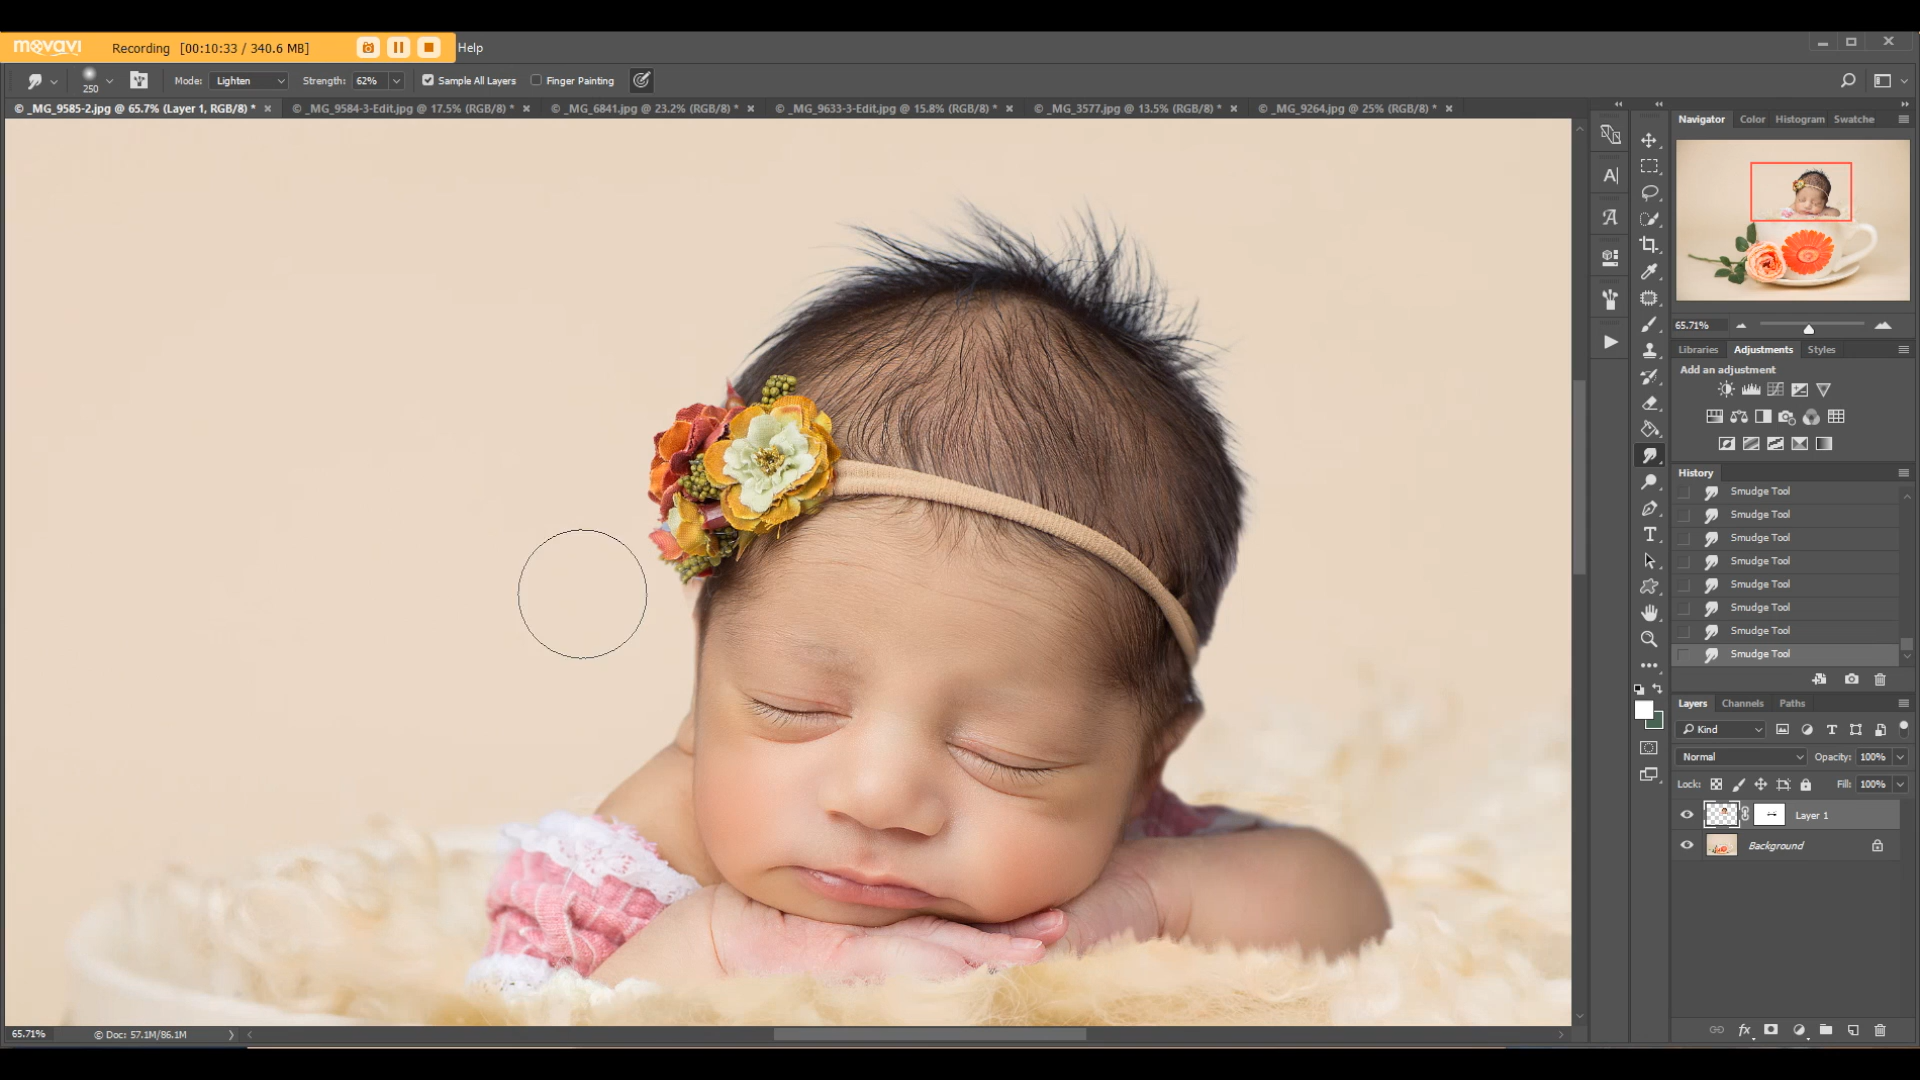 movavi Recording [00:10:33 / 340.6 MB] Help
250 Mode: Lighten Strength: 62% Sample All Layers Finger Painting
© _MG_9585-2.jpg @ 65.7% (Layer 1, RGB/8) * © _MG_9584-3-Edit.jpg @ 17.5% (RGB/8) * © _MG_6841.jpg @ 23.2% (RGB/8) * © _MG_9633-3-Edit.jpg @ 15.8% (RGB/8) * © _MG_3577.jpg @ 13.5% (RGB/8) * © _MG_9264.jpg @ 25% (RGB/8) *
Navigator Color Histogram Swatche
65.71%
Libraries Adjustments Styles
Add an adjustment
History
Smudge Tool
Smudge Tool
Smudge Tool
Smudge Tool
Smudge Tool
Smudge Tool
Smudge Tool
Smudge Tool
Layers Channels Paths
Kind
Normal Opacity: 100%
Lock: Fill: 100%
Layer 1
Background
fx
65.71% © Doc: 57.1M/86.1M